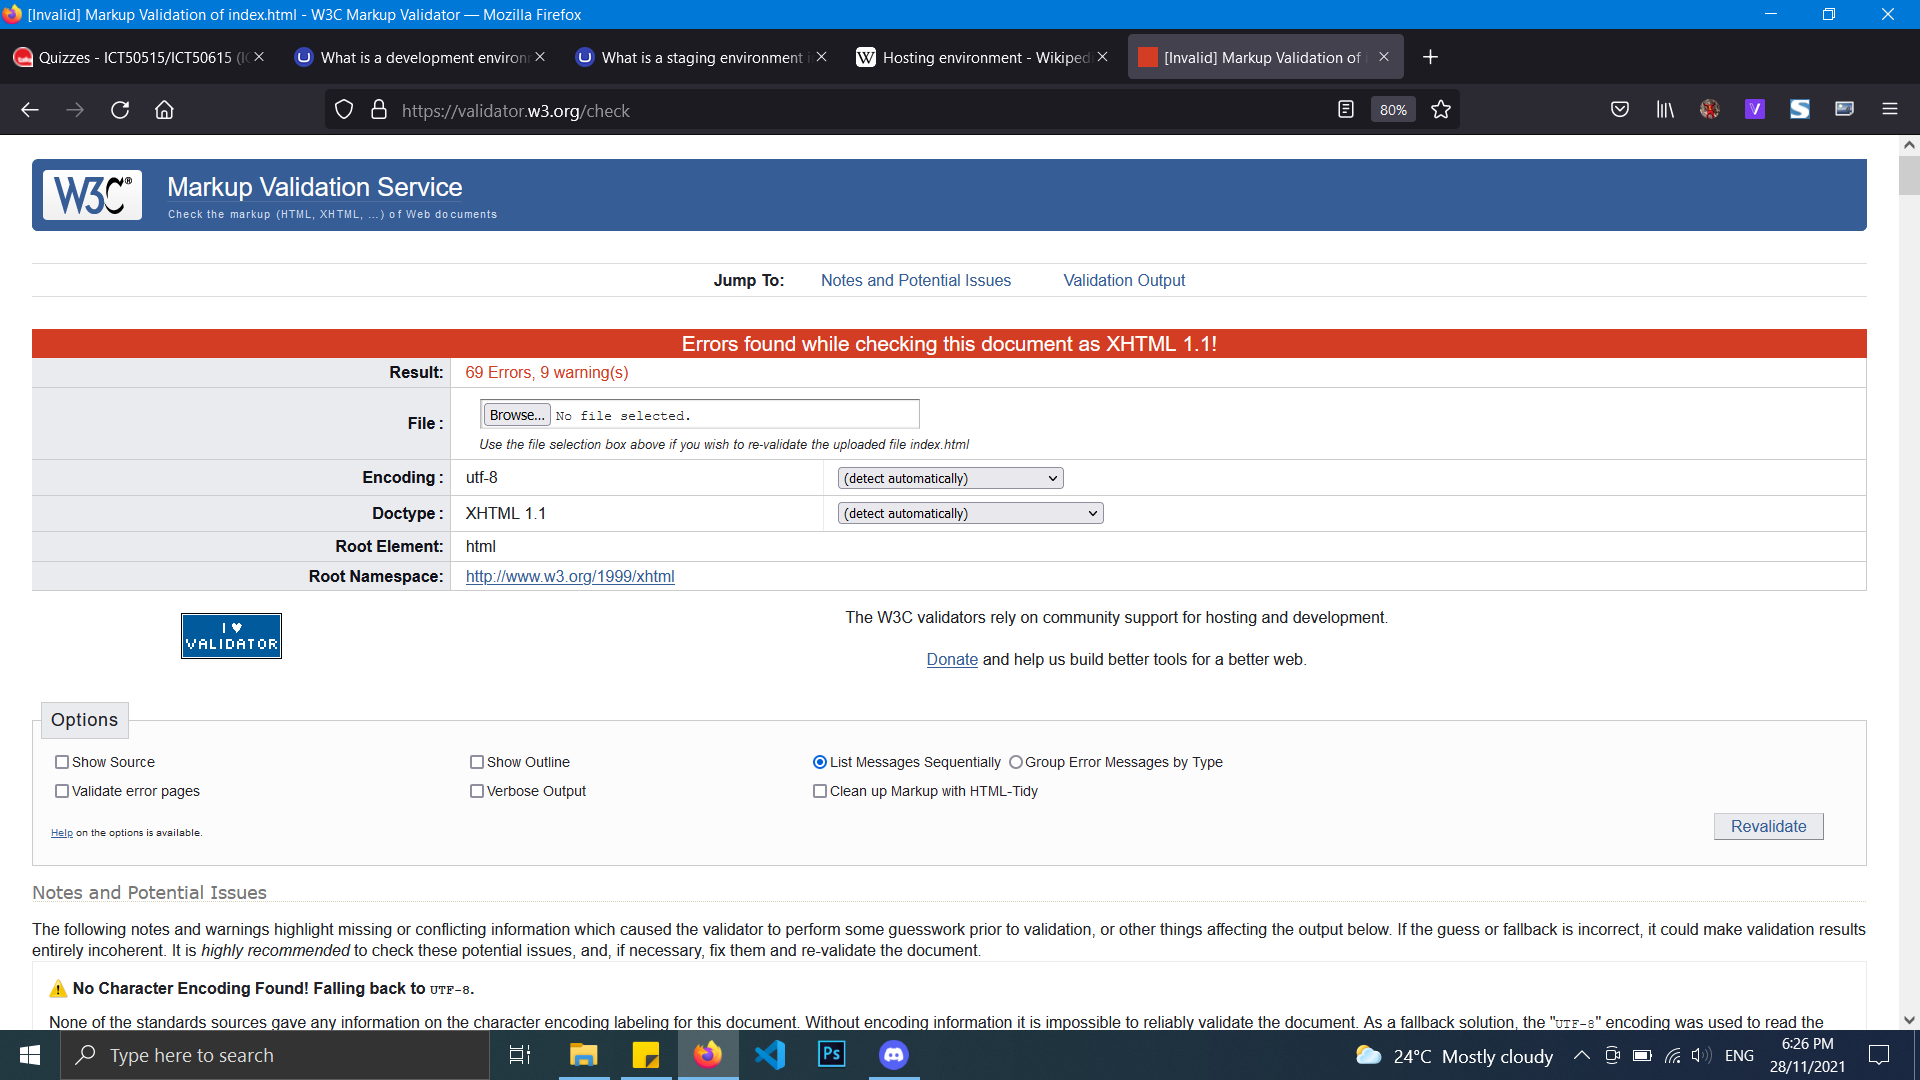 [Invalid] Markup Validation of index.html - W3C Markup Validator — Mozilla Firefox
Quizzes - ICT50515/ICT50615 (IC
What is a development environm
What is a staging environment i
Hosting environment - Wikipedi
[Invalid] Markup Validation of i
https://validator.w3.org/check
80%
W3C®
Markup Validation Service
Check the markup (HTML, XHTML, …) of Web documents
Jump To: Notes and Potential Issues Validation Output
Errors found while checking this document as XHTML 1.1!
Result: 69 Errors, 9 warning(s)
File : Browse... No file selected.
Use the file selection box above if you wish to re-validate the uploaded file index.html
Encoding : utf-8 (detect automatically)
Doctype : XHTML 1.1 (detect automatically)
Root Element: html
Root Namespace: http://www.w3.org/1999/xhtml
I ♥
VALIDATOR
The W3C validators rely on community support for hosting and development.
Donate and help us build better tools for a better web.
Options
Show Source Show Outline List Messages Sequentially Group Error Messages by Type
Validate error pages Verbose Output Clean up Markup with HTML-Tidy
Help on the options is available.
Revalidate
Notes and Potential Issues
The following notes and warnings highlight missing or conflicting information which caused the validator to perform some guesswork prior to validation, or other things affecting the output below. If the guess or fallback is incorrect, it could make validation results
entirely incoherent. It is highly recommended to check these potential issues, and, if necessary, fix them and re-validate the document.
No Character Encoding Found! Falling back to UTF-8.
None of the standards sources gave any information on the character encoding labeling for this document. Without encoding information it is impossible to reliably validate the document. As a fallback solution, the "UTF-8" encoding was used to read the
Type here to search
Ps
24°C Mostly cloudy
ENG
6:26 PM
28/11/2021